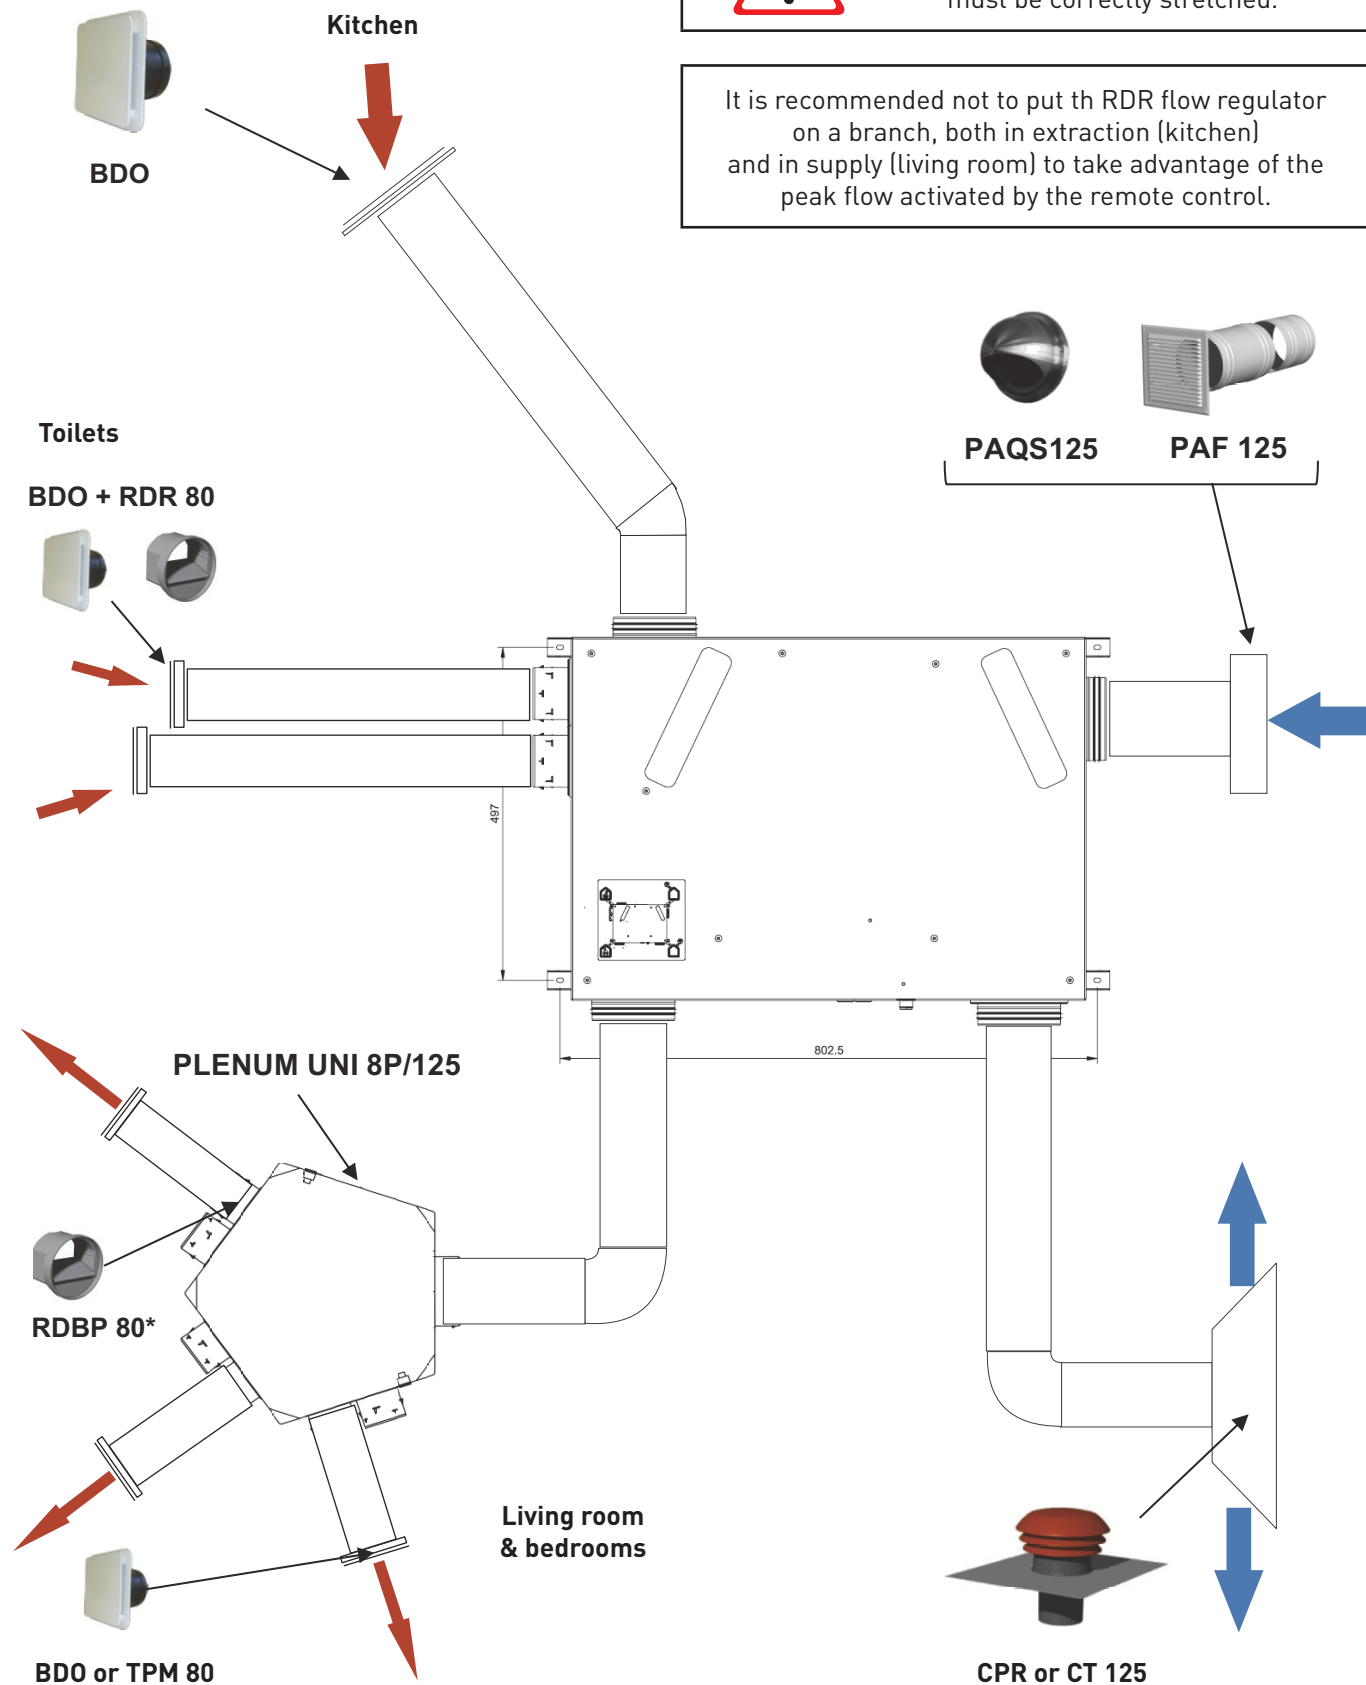 Kitchen
must be correctly stretched.
BDO
It is recommended not to put th RDR flow regulator
on a branch, both in extraction (kitchen)
and in supply (living room) to take advantage of the
peak flow activated by the remote control.
PAQS125
PAF 125
Toilets
BDO + RDR 80
497
802.5
PLENUM UNI 8P/125
RDBP 80*
Living room
& bedrooms
BDO or TPM 80
CPR or CT 125